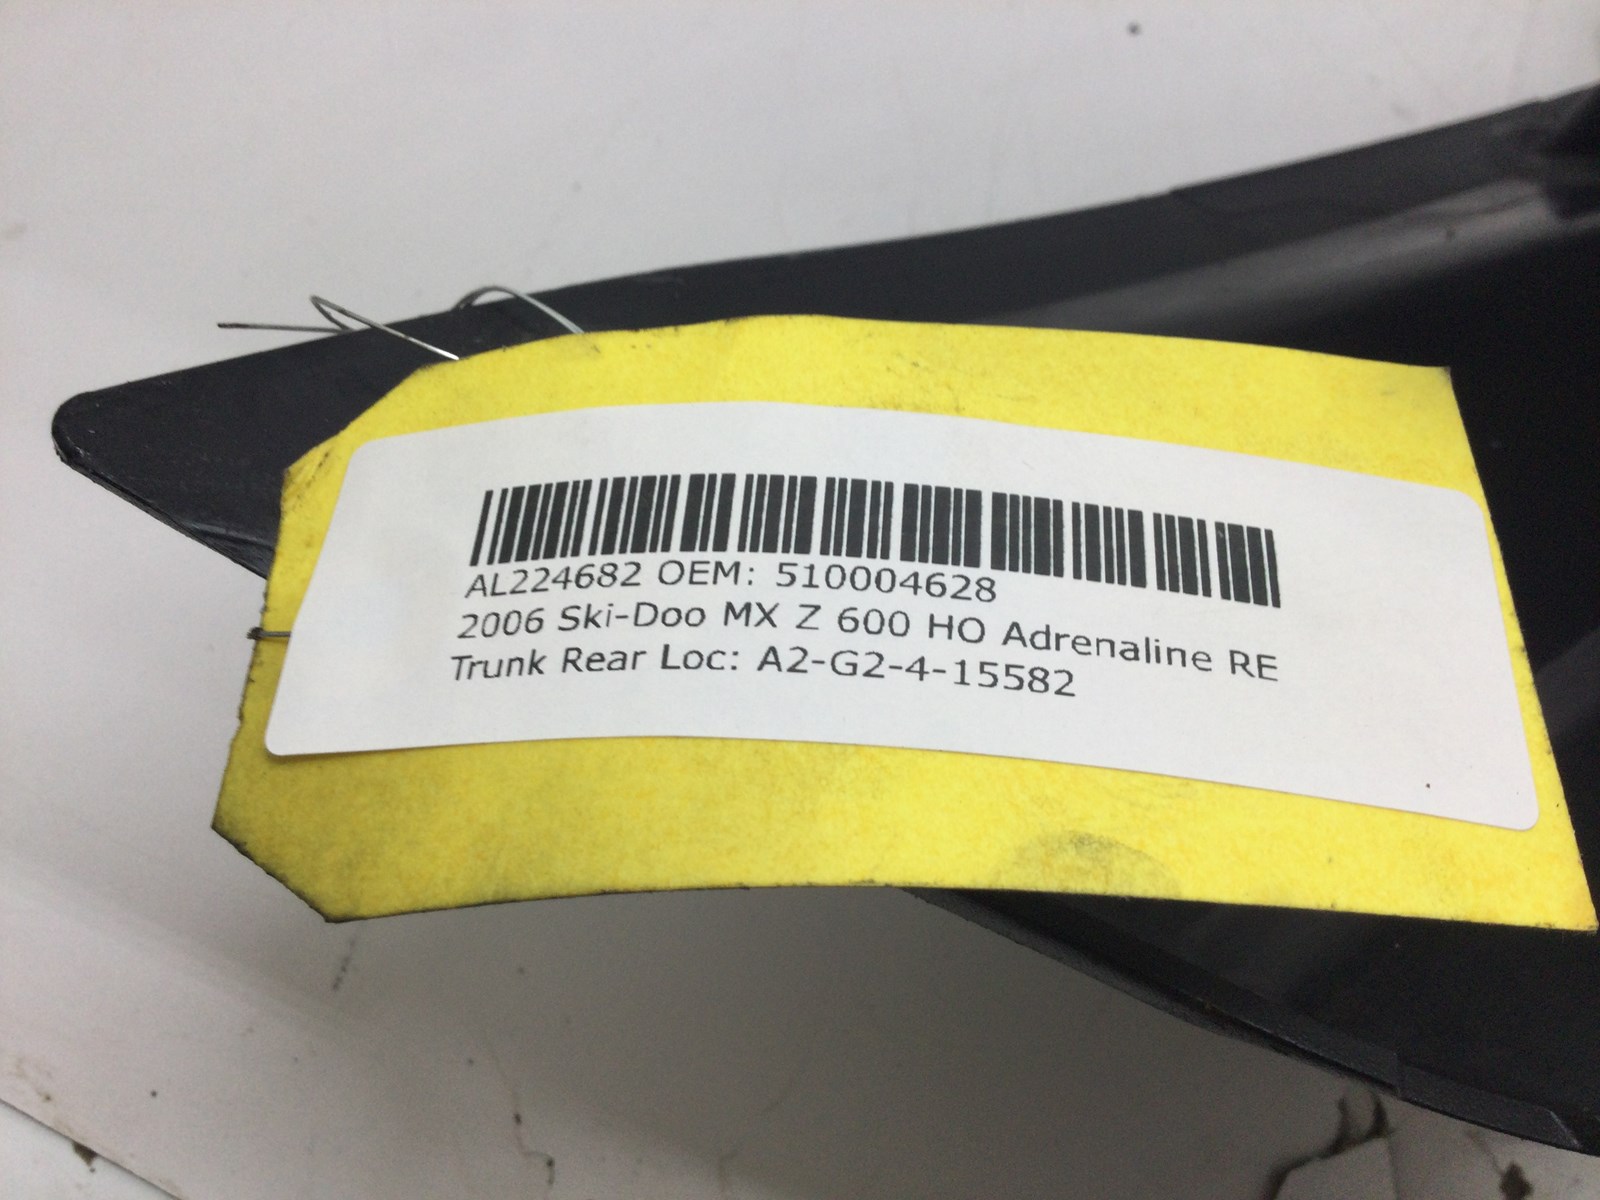 AL224682 OEM: 510004628
2006 Ski-Doo MX Z 600 HO Adrenaline RE
Trunk Rear Loc: A2-G2-4-15582